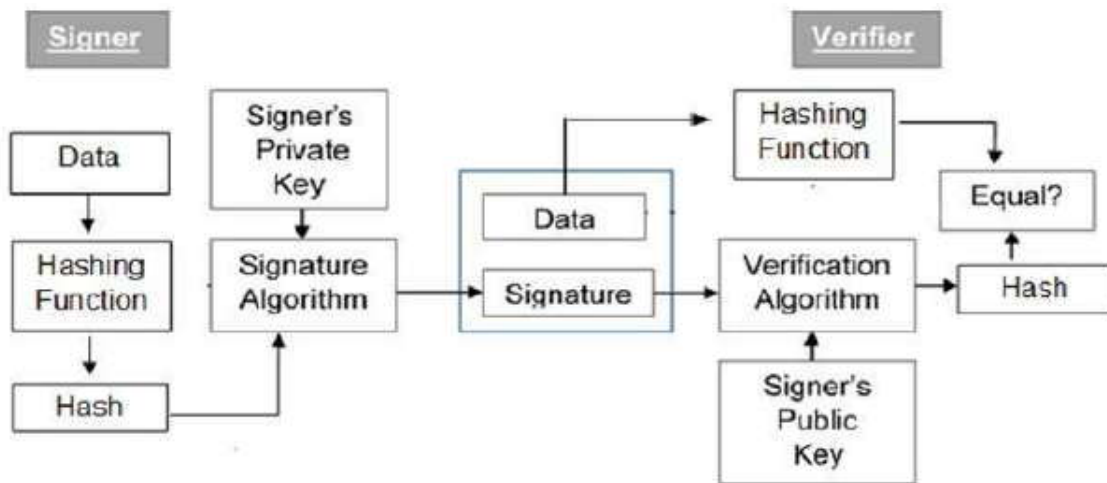 Signer
Verifier
Data
Hashing
Function
Hash
Signer's
Private
Key
Signature
Algorithm
Data
Signature
Hashing
Function
Verification
Algorithm
Signer's
Public
Key
Equal?
Hash